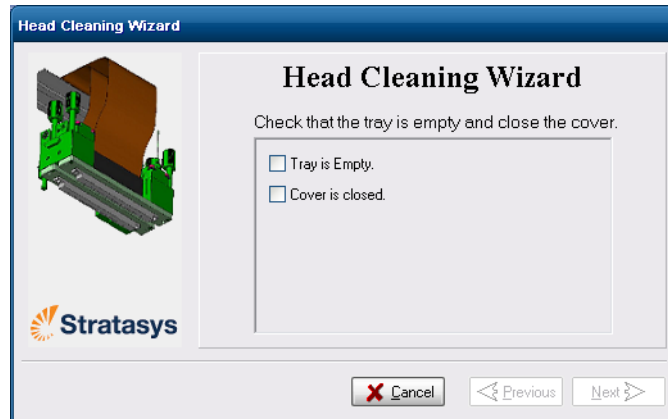 Head Cleaning Wizard
Head Cleaning Wizard
Check that the tray is empty and close the cover.
Tray is Empty.
Cover is closed.
Stratasys
Cancel
Previous
Next